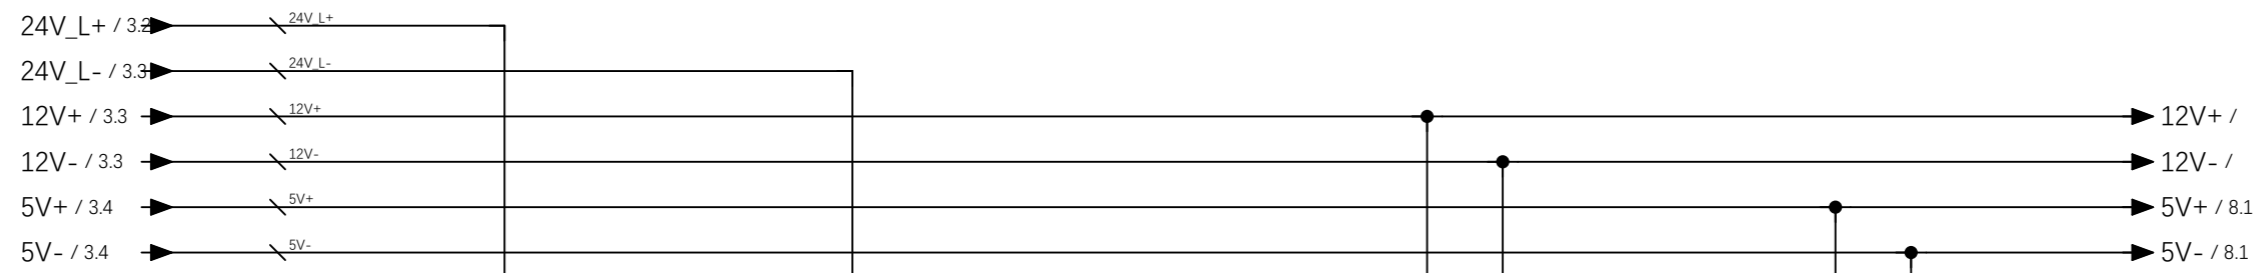 24V_L+ / 3.2 24V_L+
24V_L- / 3.3 24V_L-
12V+ / 3.3 12V+ 12V+ /
12V- / 3.3 12V- 12V- /
5V+ / 3.4 5V+ 5V+ / 8.1
5V- / 3.4 5V- 5V- / 8.1